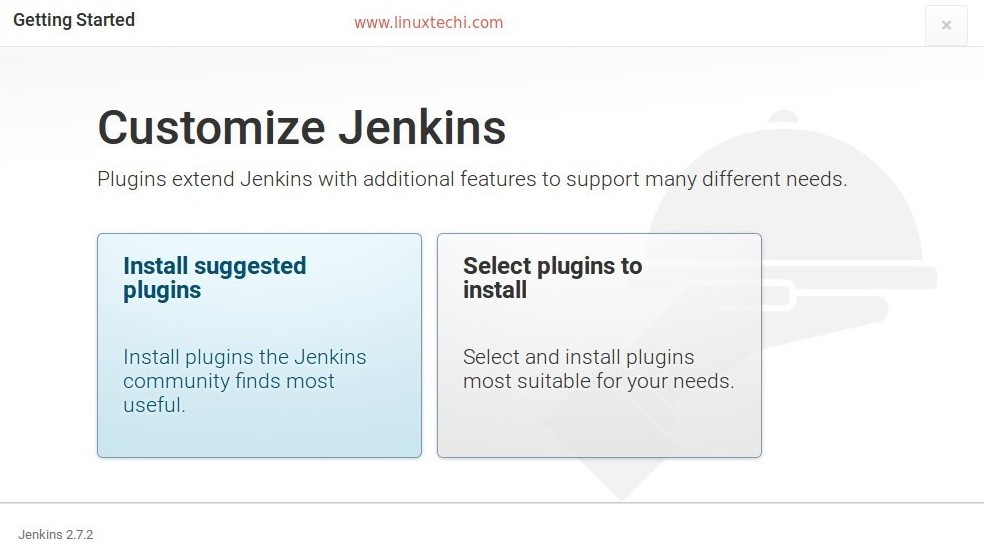 Getting Started
www.linuxtechi.com
×
Customize Jenkins
Plugins extend Jenkins with additional features to support many different needs.
Install suggested
plugins
Install plugins the Jenkins
community finds most
useful.
Select plugins to
install
Select and install plugins
most suitable for your needs.
Jenkins 2.7.2